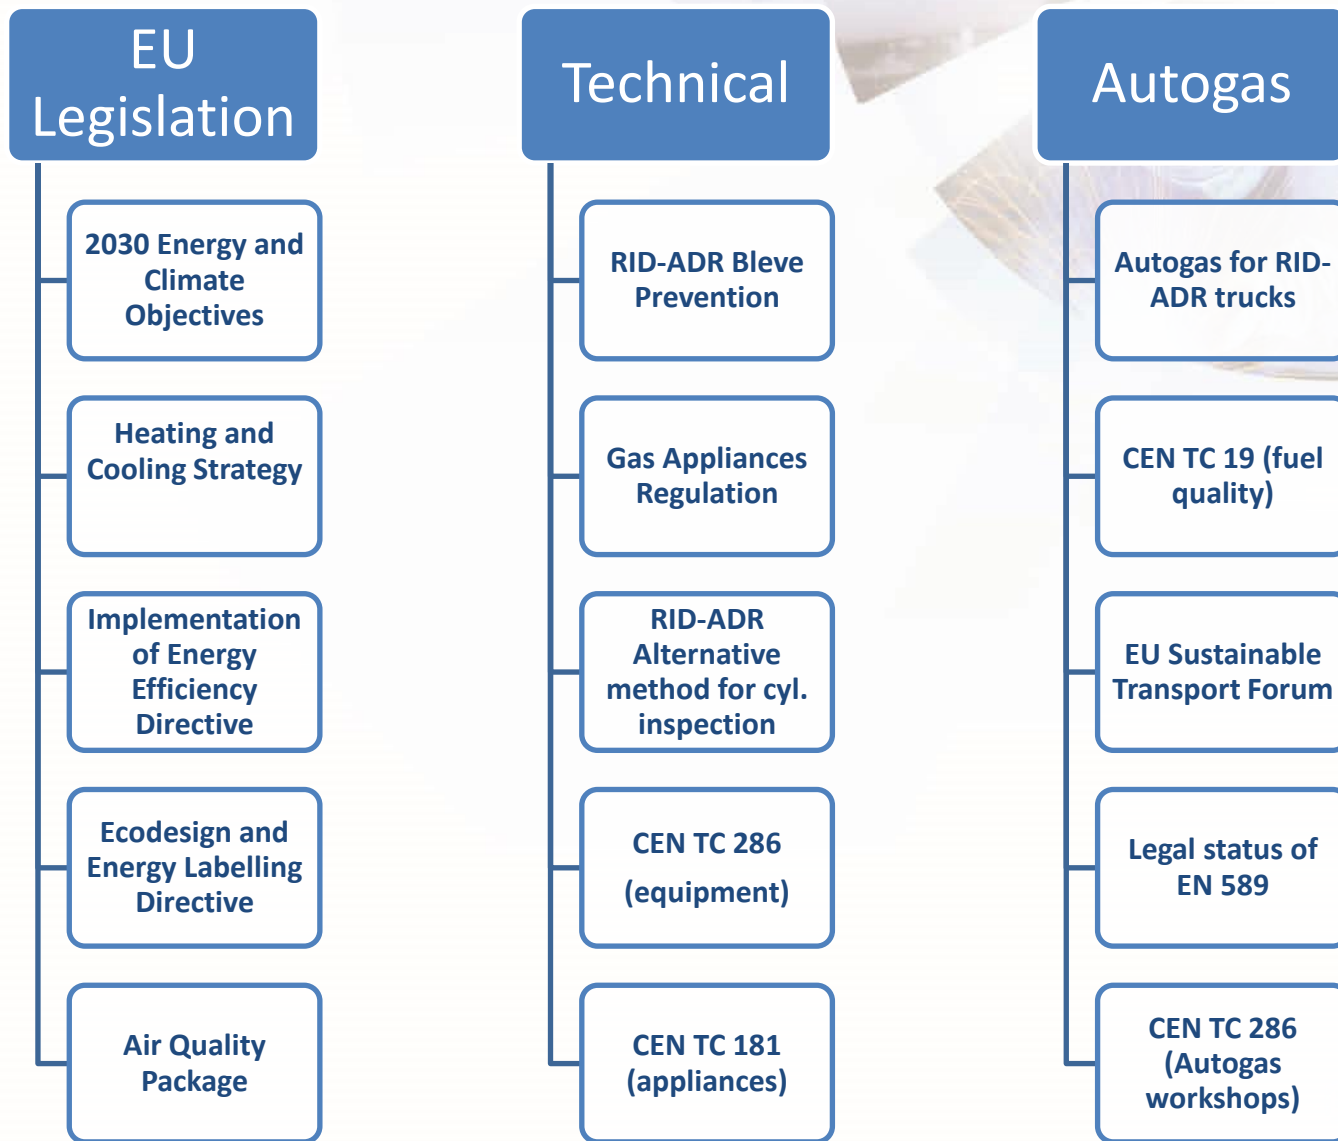 EU
Legislation
2030 Energy and
Climate
Objectives
Heating and
Cooling Strategy
Implementation
of Energy
Efficiency
Directive
Ecodesign and
Energy Labelling
Directive
Air Quality
Package
Technical
RID-ADR Bleve
Prevention
Gas Appliances
Regulation
RID-ADR
Alternative
method for cyl.
inspection
CEN TC 286
(equipment)
CEN TC 181
(appliances)
Autogas
Autogas for RID-
ADR trucks
CEN TC 19 (fuel
quality)
EU Sustainable
Transport Forum
Legal status of
EN 589
CEN TC 286
(Autogas
workshops)